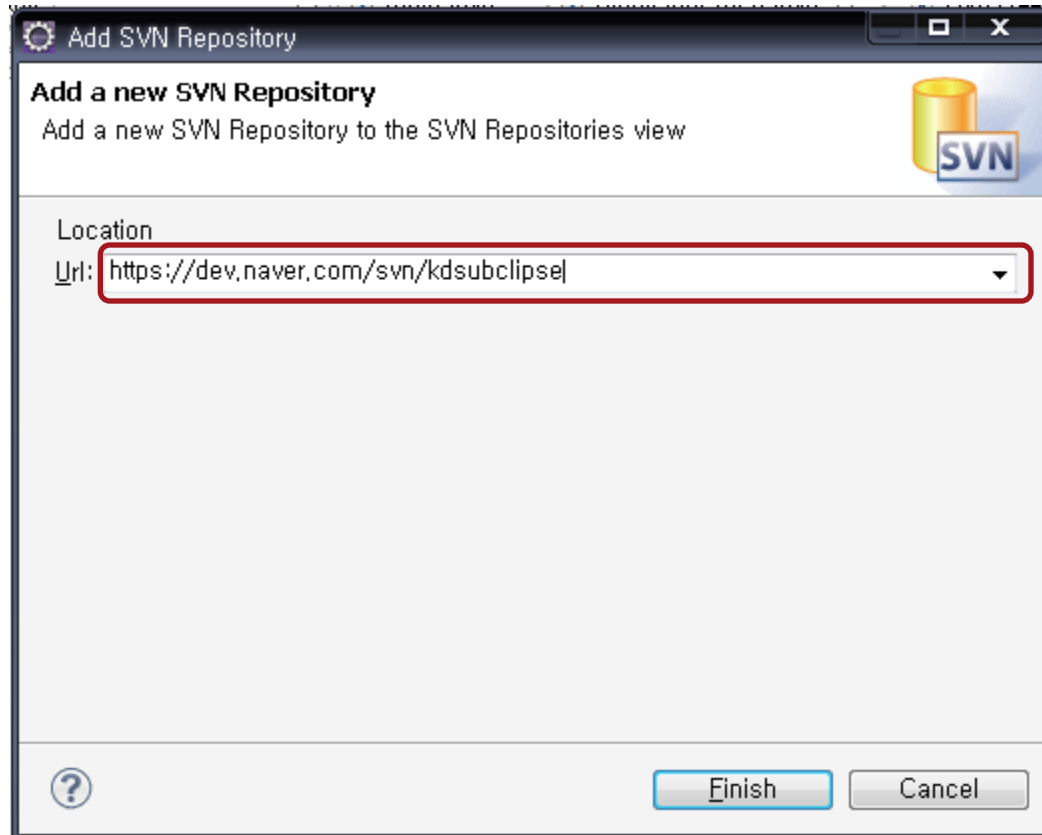 Add SVN Repository
Add a new SVN Repository
Add a new SVN Repository to the SVN Repositories view
SVN
Location
Url: https://dev.naver.com/svn/kdsubclipse
Finish
Cancel